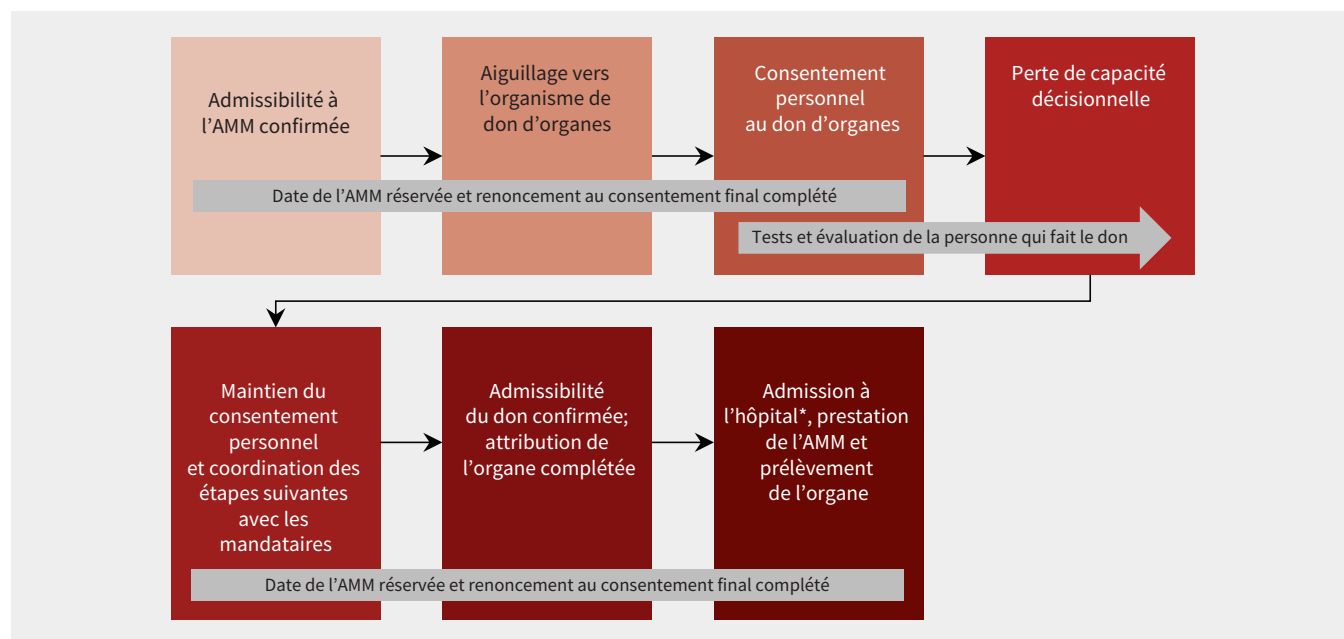 Admissibilité à
l’AMM confirmée
Aiguillage vers
l’organisme de
don d’organes
Consentement
personnel
au don d’organes
Perte de capacité
décisionnelle
Date de l’AMM réservée et renoncement au consentement final complété
Tests et évaluation de la personne qui fait le don
Maintien du
consentement
personnel
et coordination des
étapes suivantes
avec les
mandataires
Admissibilité
du don confirmée;
attribution de
l’organe complétée
Admission à
l’hôpital*, prestation
de l’AMM et
prélèvement
de l’organe
Date de l’AMM réservée et renoncement au consentement final complété